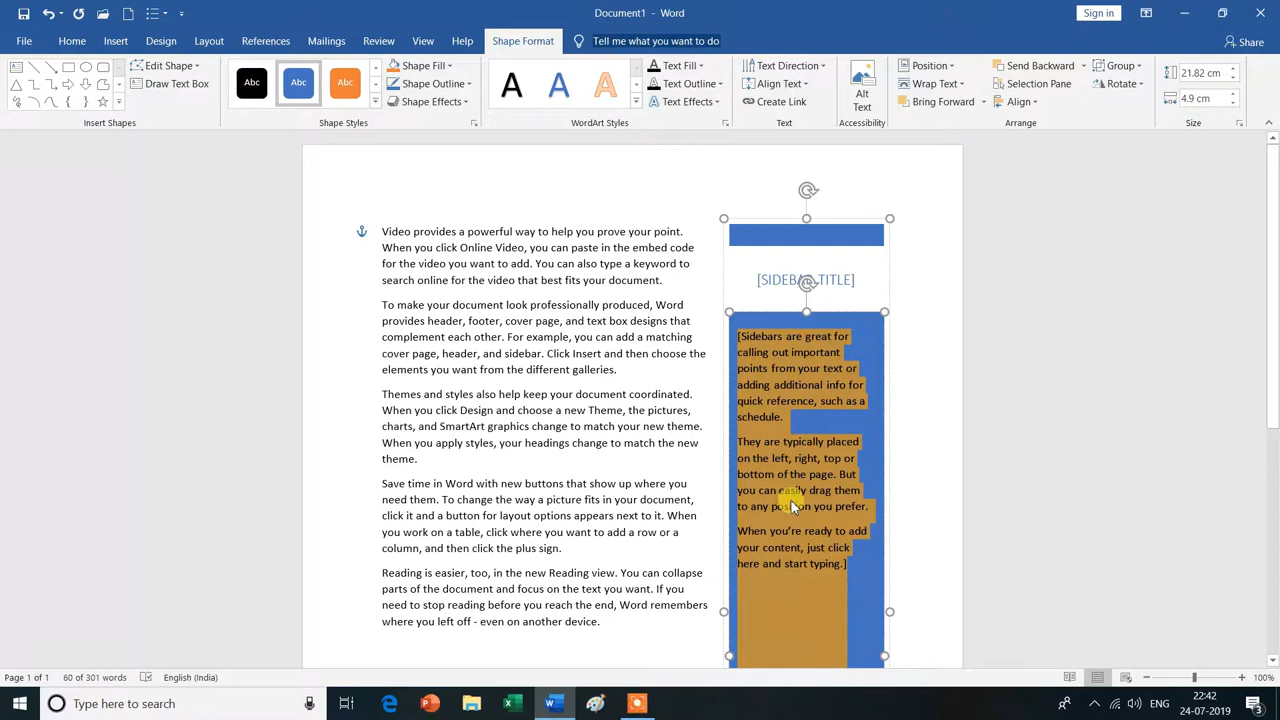 Document1 - Word
Sign in
File Home Insert Design Layout References Mailings Review View Help Shape Format Tell me what you want to do Share
Edit Shape
Draw Text Box
Insert Shapes
Abc Abc Abc
Shape Fill
Shape Outline
Shape Effects
Shape Styles
A A A
Text Fill
Text Outline
Text Effects
WordArt Styles
Text Direction
Align Text
Create Link
Text
Alt
Text
Accessibility
Position
Wrap Text
Bring Forward
Send Backward
Selection Pane
Align
Group
Rotate
Arrange
21.82 cm
4.9 cm
Size
Video provides a powerful way to help you prove your point.
When you click Online Video, you can paste in the embed code
for the video you want to add. You can also type a keyword to
search online for the video that best fits your document.
To make your document look professionally produced, Word
provides header, footer, cover page, and text box designs that
complement each other. For example, you can add a matching
cover page, header, and sidebar. Click Insert and then choose the
elements you want from the different galleries.
Themes and styles also help keep your document coordinated.
When you click Design and choose a new Theme, the pictures,
charts, and SmartArt graphics change to match your new theme.
When you apply styles, your headings change to match the new
theme.
Save time in Word with new buttons that show up where you
need them. To change the way a picture fits in your document,
click it and a button for layout options appears next to it. When
you work on a table, click where you want to add a row or a
column, and then click the plus sign.
Reading is easier, too, in the new Reading view. You can collapse
parts of the document and focus on the text you want. If you
need to stop reading before you reach the end, Word remembers
where you left off - even on another device.
[SIDEBAR TITLE]
[Sidebars are great for
calling out important
points from your text or
adding additional info for
quick reference, such as a
schedule.
They are typically placed
on the left, right, top or
bottom of the page. But
you can easily drag them
to any position you prefer.
When you’re ready to add
your content, just click
here and start typing.]
Page 1 of 1 60 of 301 words English (India) 100%
Type here to search
ENG
22:42
24-07-2019
3